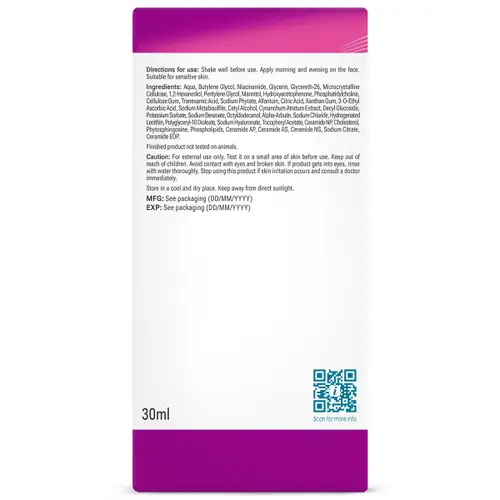 Directions for use: Shake well before use. Apply morning and evening on the face.
Suitable for sensitive skin.
Ingredients: Aqua, Butylene Glycol, Niacinamide, Glycerin, Glycereth-26, Microcrystalline
Cellulose, 1,2-Hexanediol, Pentylene Glycol, Mannitol, Hydroxyacetophenone, Phosphatidylcholine,
Cellulose Gum, Tranexamic Acid, Sodium Phytate, Allantoin, Citric Acid, Xanthan Gum, 3-O-Ethyl
Ascorbic Acid, Sodium Metabisulfite, Cetyl Alcohol, Cynanchum Atratum Extract, Decyl Glucoside,
Potassium Sorbate, Sodium Benzoate, Octyldodecanol, Alpha-Arbutin, Sodium Chloride, Hydrogenated
Lecithin, Polyglyceryl-10 Dioleate, Sodium Hyaluronate, Tocopheryl Acetate, Ceramide NP, Cholesterol,
Phytosphingosine, Phospholipids, Ceramide AP, Ceramide AS, Ceramide NS, Sodium Citrate,
Ceramide EOP.
Finished product not tested on animals.
Caution: For external use only. Test it on a small area of skin before use. Keep out of
reach of children. Avoid contact with eyes and broken skin. If product gets into eyes, rinse
with water thoroughly. Stop using this product if skin irritation occurs and consult a doctor
immediately.
Store in a cool and dry place. Keep away from direct sunlight.
MFG: See packaging (DD/MM/YYYY)
EXP: See packaging (DD/MM/YYYY)
30ml
Scan for more info